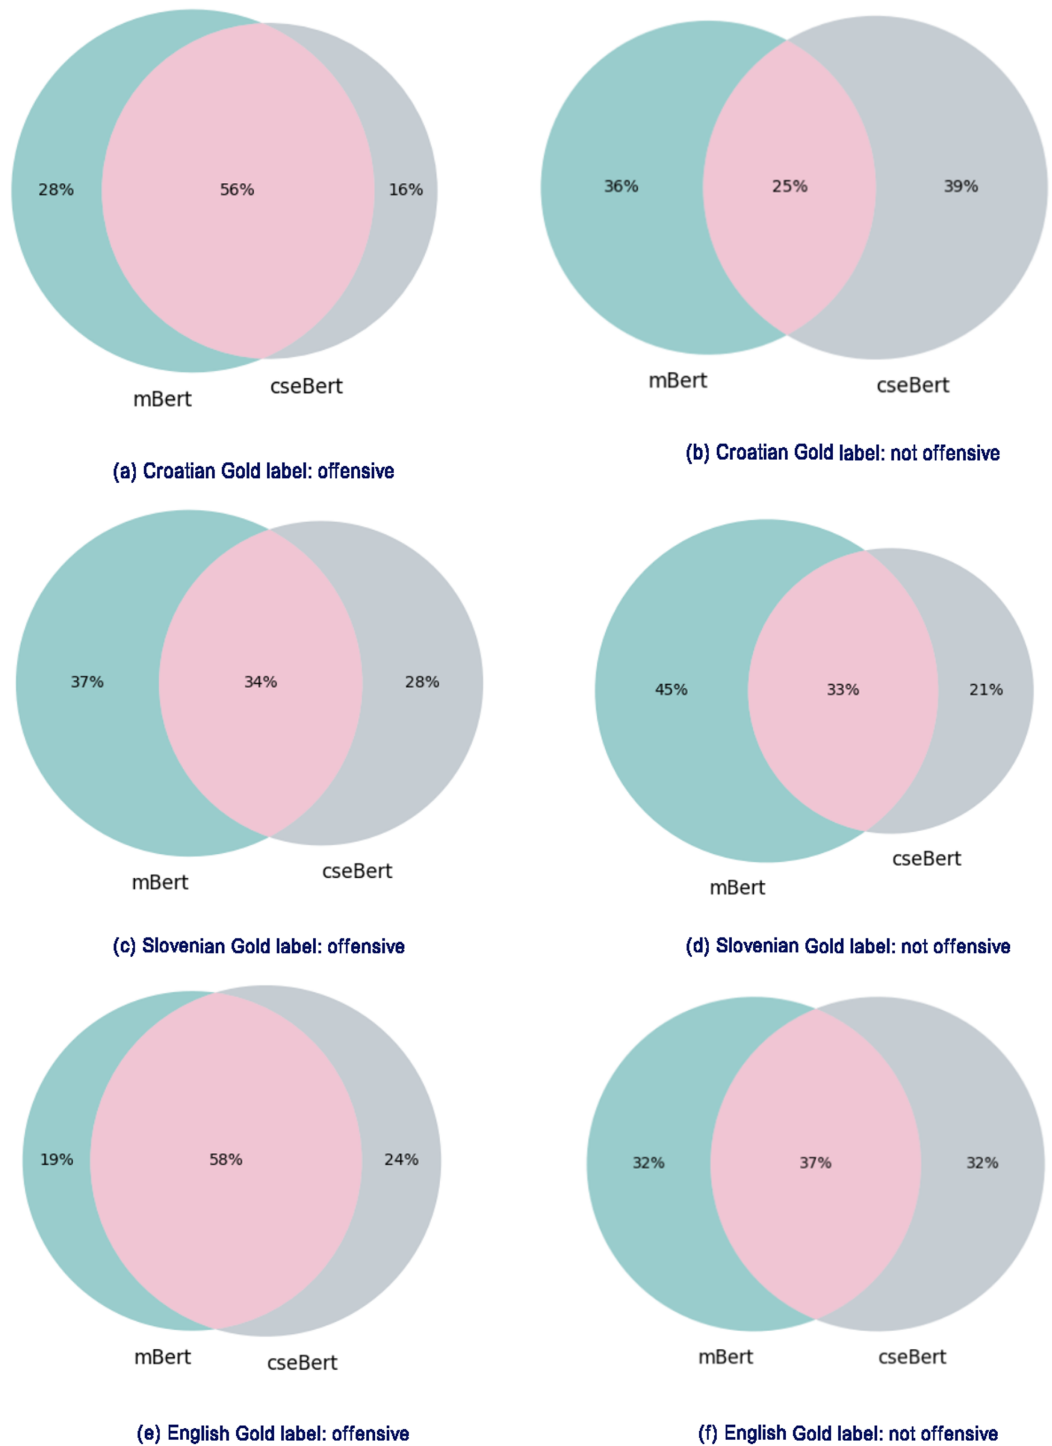 28% 56% 16%
mBert cseBert
(a) Croatian Gold label: offensive
36% 25% 39%
mBert cseBert
(b) Croatian Gold label: not offensive
37% 34% 28%
mBert cseBert
(c) Slovenian Gold label: offensive
45% 33% 21%
mBert cseBert
(d) Slovenian Gold label: not offensive
19% 58% 24%
mBert cseBert
(e) English Gold label: offensive
32% 37% 32%
mBert cseBert
(f) English Gold label: not offensive